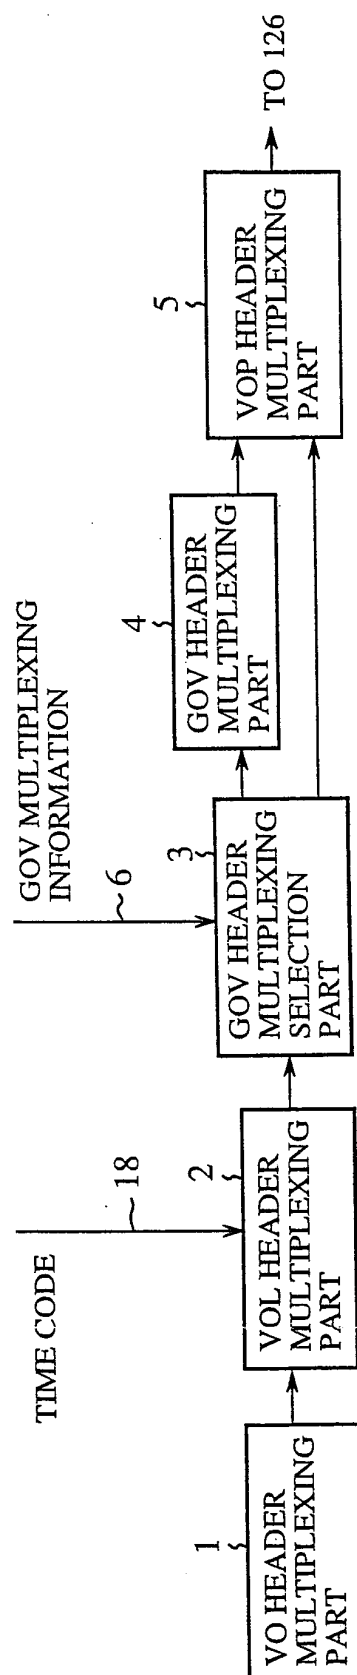 1
VO HEADER
MULTIPLEXING
PART
TIME CODE
18
2
VOL HEADER
MULTIPLEXING
PART
GOV MULTIPLEXING
INFORMATION
6
3
GOV HEADER
MULTIPLEXING
SELECTION
PART
4
GOV HEADER
MULTIPLEXING
PART
5
VOP HEADER
MULTIPLEXING
PART
TO 126